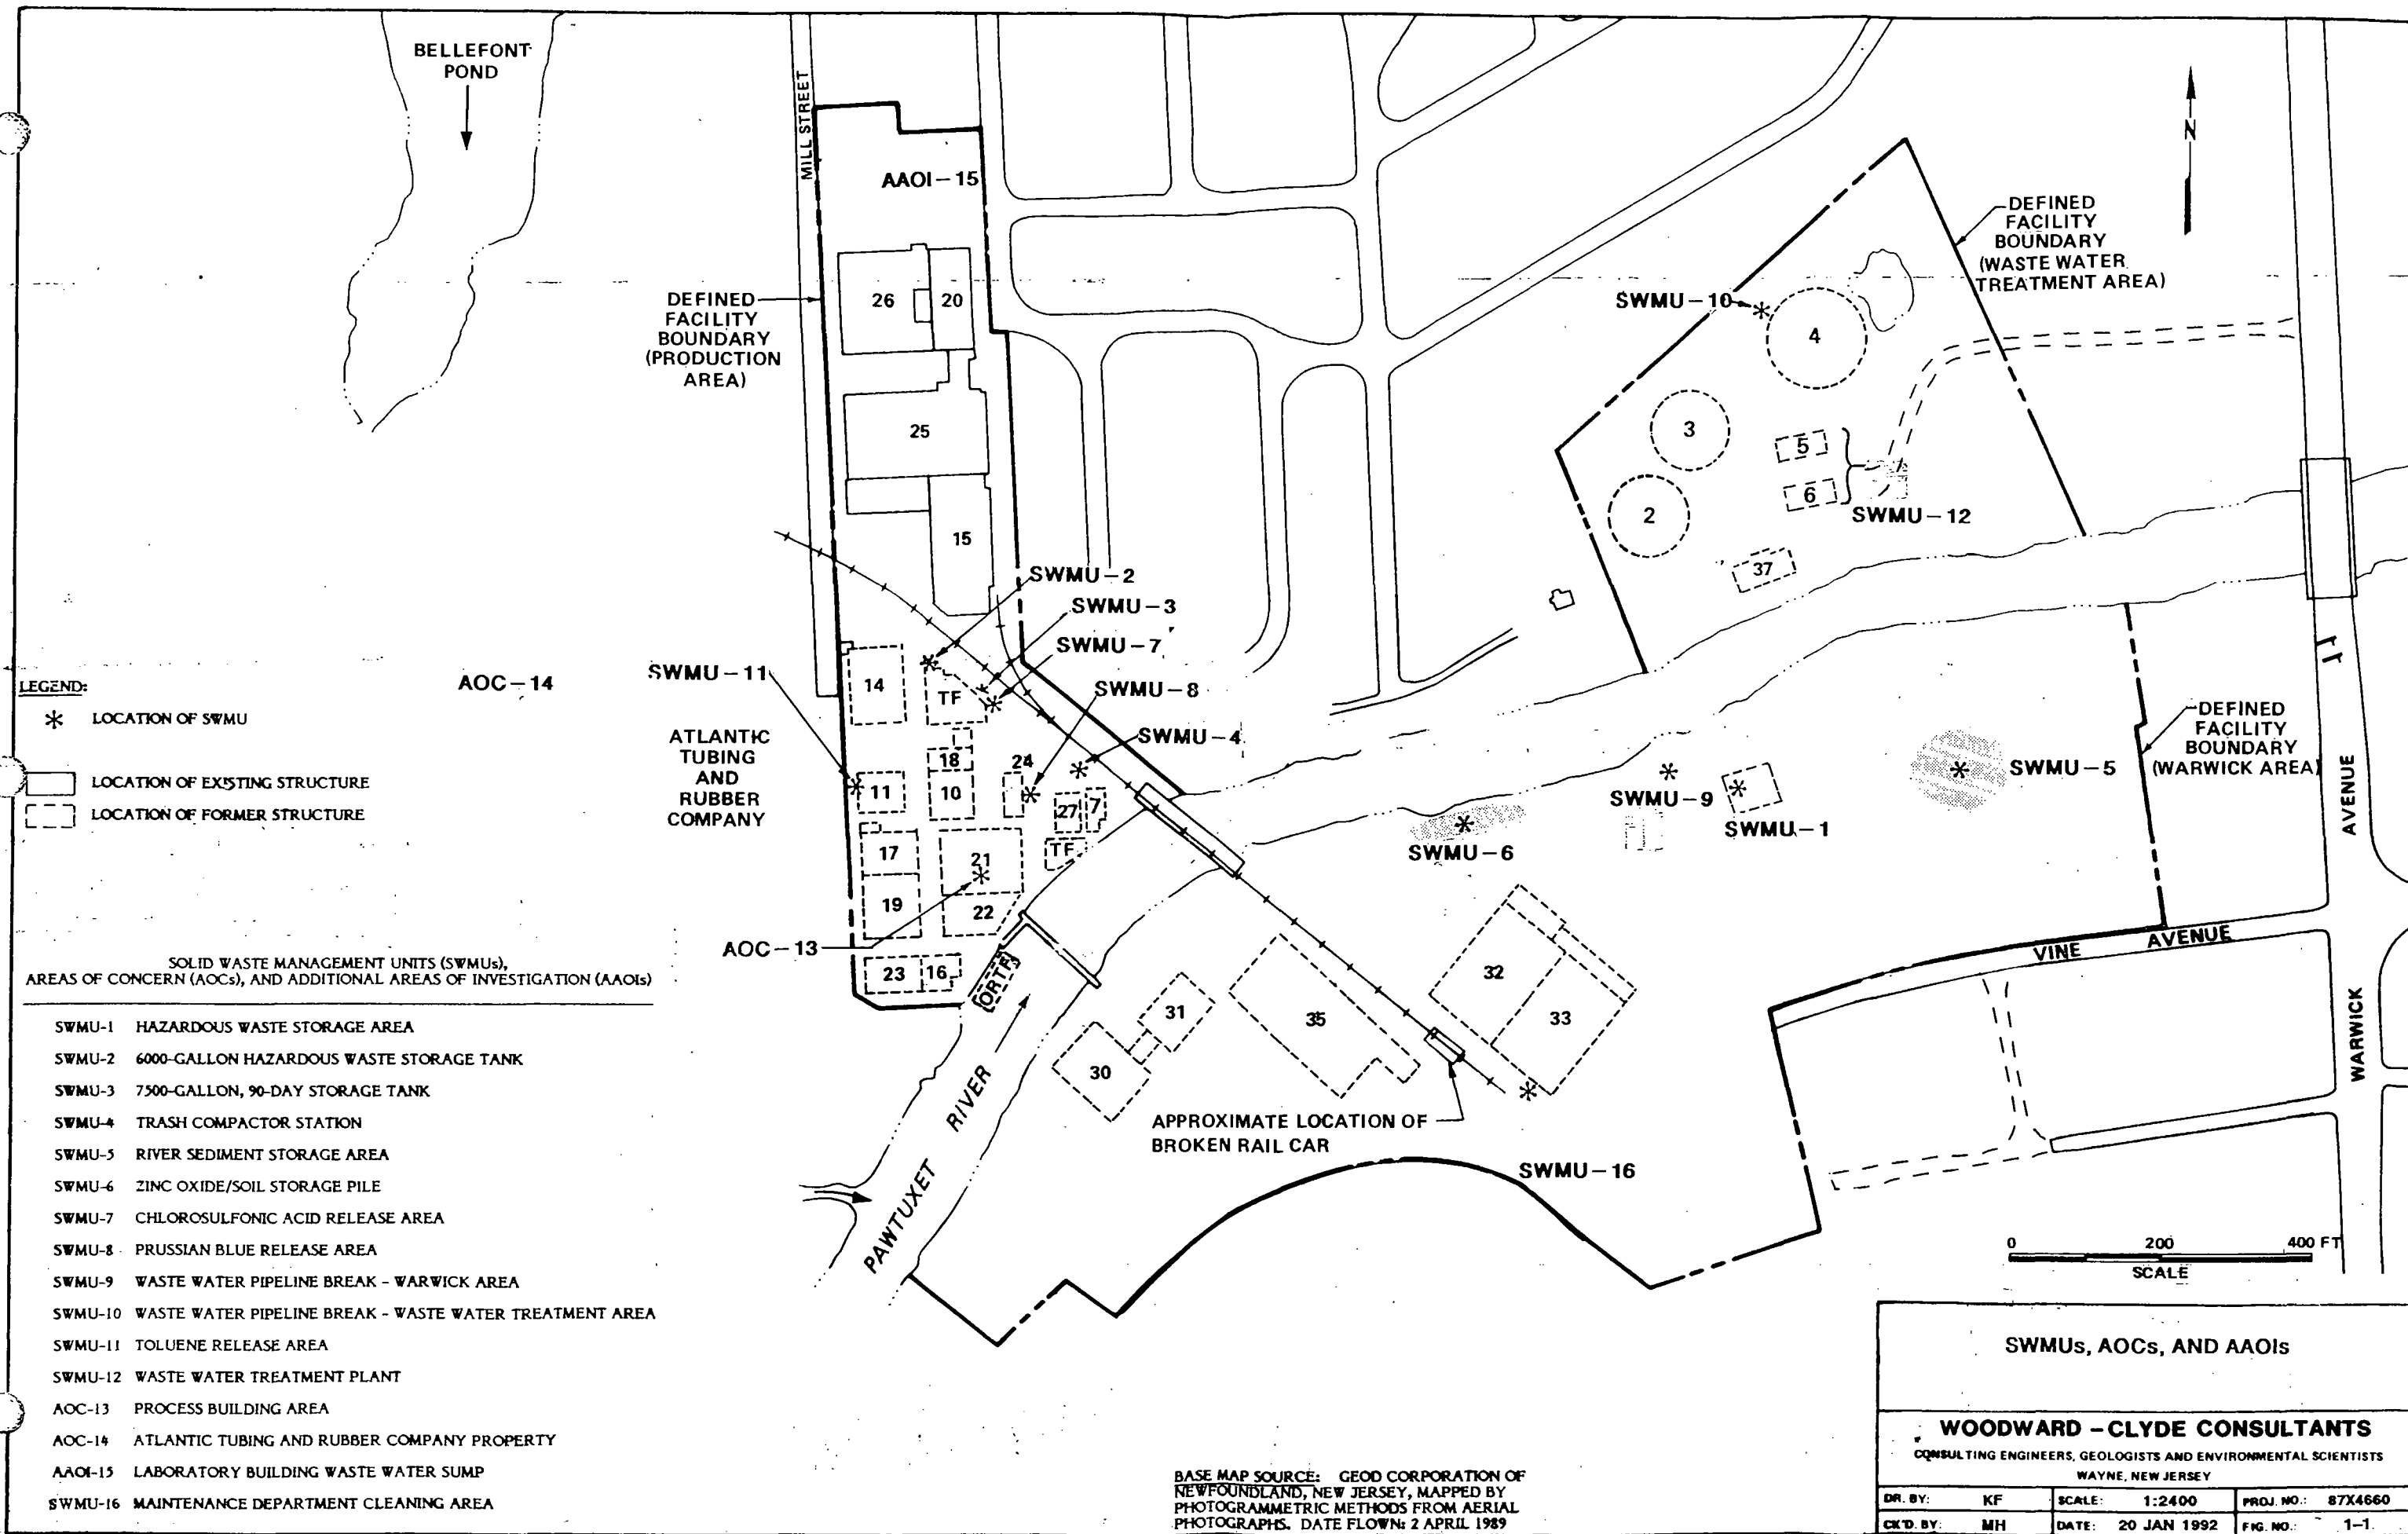 BELLEFONT
POND
MILL STREET
AAOI-15
N
DEFINED
FACILITY
BOUNDARY
(WASTE WATER
TREATMENT AREA)
DEFINED
FACILITY
BOUNDARY
(PRODUCTION
AREA)
26
20
SWMU-10
4
25
3
5
6
2
SWMU-12
15
37
SWMU-2
SWMU-3
SWMU-7
SWMU-11
14
TF
SWMU-8
AOC-14
LEGEND:
LOCATION OF SWMU
LOCATION OF EXISTING STRUCTURE
LOCATION OF FORMER STRUCTURE
ATLANTIC
TUBING
AND
RUBBER
COMPANY
SWMU-4
18
24
11
10
27
7
TF
17
21
19
22
AOC-13
23
16
ORTF
DEFINED
FACILITY
BOUNDARY
(WARWICK AREA)
SWMU-5
SWMU-9
SWMU-1
SWMU-6
AVENUE
VINE AVENUE
WARWICK
32
33
31
35
30
PAWTUXET RIVER
APPROXIMATE LOCATION OF
BROKEN RAIL CAR
SWMU-16
0 200 400 FT
SCALE
SOLID WASTE MANAGEMENT UNITS (SWMUs),
AREAS OF CONCERN (AOCs), AND ADDITIONAL AREAS OF INVESTIGATION (AAOIs)
SWMU-1 HAZARDOUS WASTE STORAGE AREA
SWMU-2 6000-GALLON HAZARDOUS WASTE STORAGE TANK
SWMU-3 7500-GALLON, 90-DAY STORAGE TANK
SWMU-4 TRASH COMPACTOR STATION
SWMU-5 RIVER SEDIMENT STORAGE AREA
SWMU-6 ZINC OXIDE/SOIL STORAGE PILE
SWMU-7 CHLOROSULFONIC ACID RELEASE AREA
SWMU-8 PRUSSIAN BLUE RELEASE AREA
SWMU-9 WASTE WATER PIPELINE BREAK - WARWICK AREA
SWMU-10 WASTE WATER PIPELINE BREAK - WASTE WATER TREATMENT AREA
SWMU-11 TOLUENE RELEASE AREA
SWMU-12 WASTE WATER TREATMENT PLANT
AOC-13 PROCESS BUILDING AREA
AOC-14 ATLANTIC TUBING AND RUBBER COMPANY PROPERTY
AAOI-15 LABORATORY BUILDING WASTE WATER SUMP
SWMU-16 MAINTENANCE DEPARTMENT CLEANING AREA
BASE MAP SOURCE: GEOD CORPORATION OF
NEWFOUNDLAND, NEW JERSEY, MAPPED BY
PHOTOGRAMMETRIC METHODS FROM AERIAL
PHOTOGRAPHS. DATE FLOWN: 2 APRIL 1989
SWMUs, AOCs, AND AAOIs
WOODWARD-CLYDE CONSULTANTS
CONSULTING ENGINEERS, GEOLOGISTS AND ENVIRONMENTAL SCIENTISTS
WAYNE, NEW JERSEY
DR. BY: KF SCALE: 1:2400 PROJ. NO.: 87X4660
CK'D. BY: MH DATE: 20 JAN 1992 FIG. NO.: 1-1